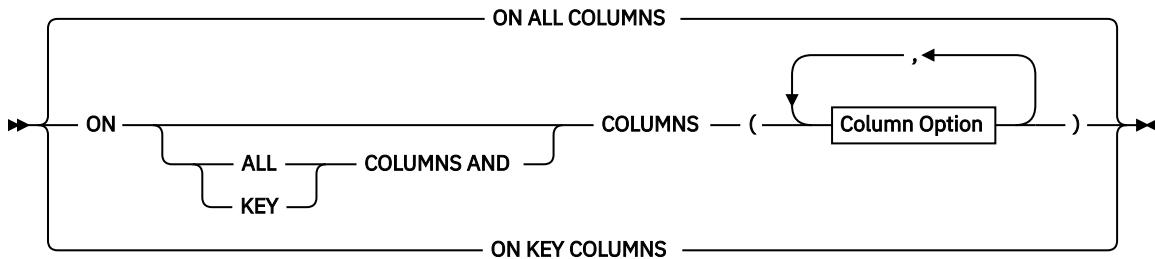 ON ALL COLUMNS
,
ON COLUMNS ( Column Option )
ALL COLUMNS AND
KEY
ON KEY COLUMNS